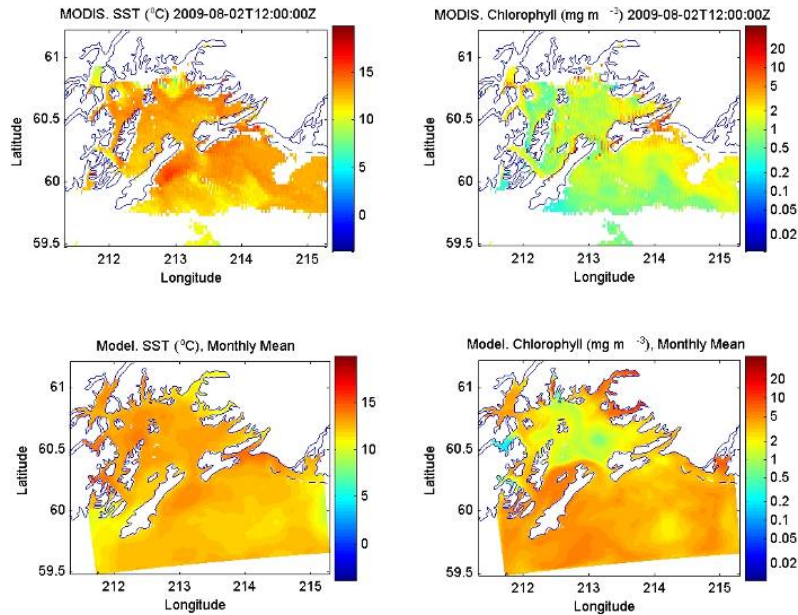 MODIS. SST (⁰C) 2009-08-02T12:00:00Z
61
60.5
60
59.5
Latitude
212 213 214 215
Longitude
15
10
5
0
MODIS. Chlorophyll (mg m ⁻³) 2009-08-02T12:00:00Z
61
60.5
60
59.5
Latitude
212 213 214 215
Longitude
20
10
5
2
1
0.5
0.2
0.1
0.05
0.02
Model. SST (⁰C), Monthly Mean
61
60.5
60
59.5
Latitude
212 213 214 215
Longitude
15
10
5
0
Model. Chlorophyll (mg m ⁻³), Monthly Mean
61
60.5
60
59.5
Latitude
212 213 214 215
Longitude
20
10
5
2
1
0.5
0.2
0.1
0.05
0.02